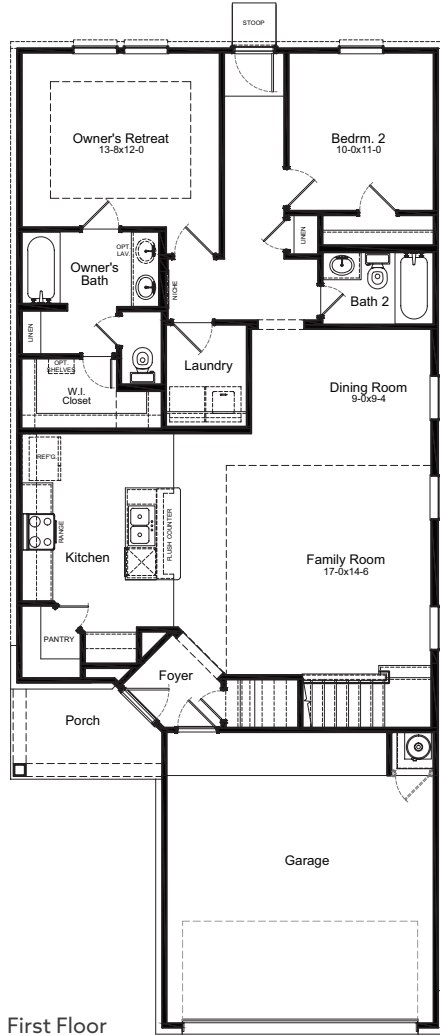 STOOP
Owner's Retreat
13-8x12-0
Bedrm. 2
10-0x11-0
OPT.
LAV.
Owner's
Bath
LINEN
NICHE
Bath 2
LINEN
OPT.
SHELVES
W.I.
Closet
Laundry
Dining Room
9-0x9-4
REF'G.
RANGE
Kitchen
FLUSH COUNTER
Family Room
17-0x14-6
PANTRY
Foyer
Porch
Garage
First Floor